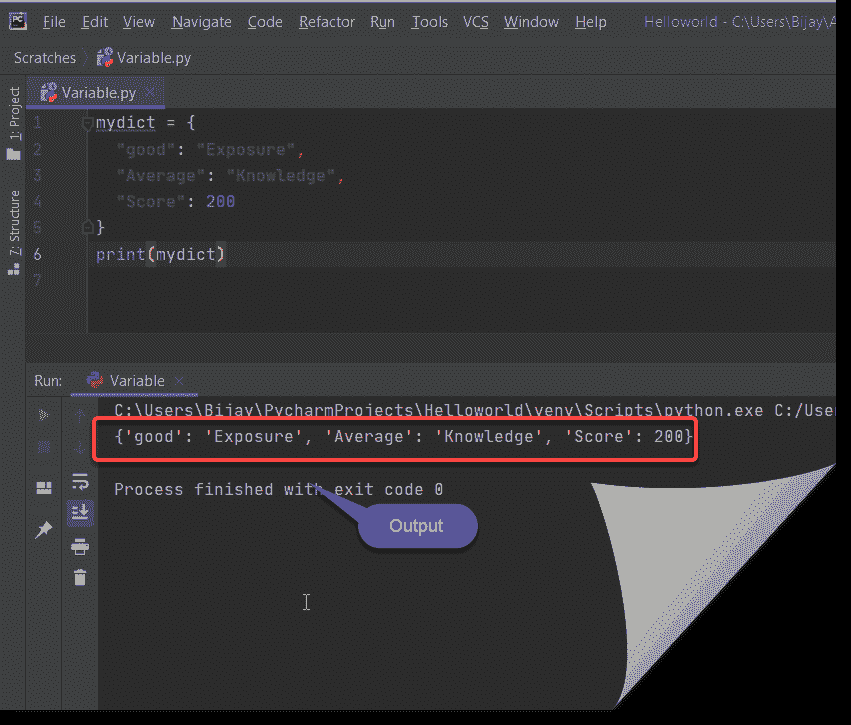 PC File Edit View Navigate Code Refactor Run Tools VCS Window Help Helloworld - C:\Users\Bijay\A
Scratches Variable.py
Variable.py
1: Project
7: Structure
1 mydict = {
2 "good": "Exposure",
3 "Average": "Knowledge",
4 "Score": 200
5 }
6 print(mydict)
7
Run: Variable
C:\Users\Bijay\PycharmProjects\Helloworld\venv\Scripts\python.exe C:/Use
{'good': 'Exposure', 'Average': 'Knowledge', 'Score': 200}
Process finished with exit code 0
Output